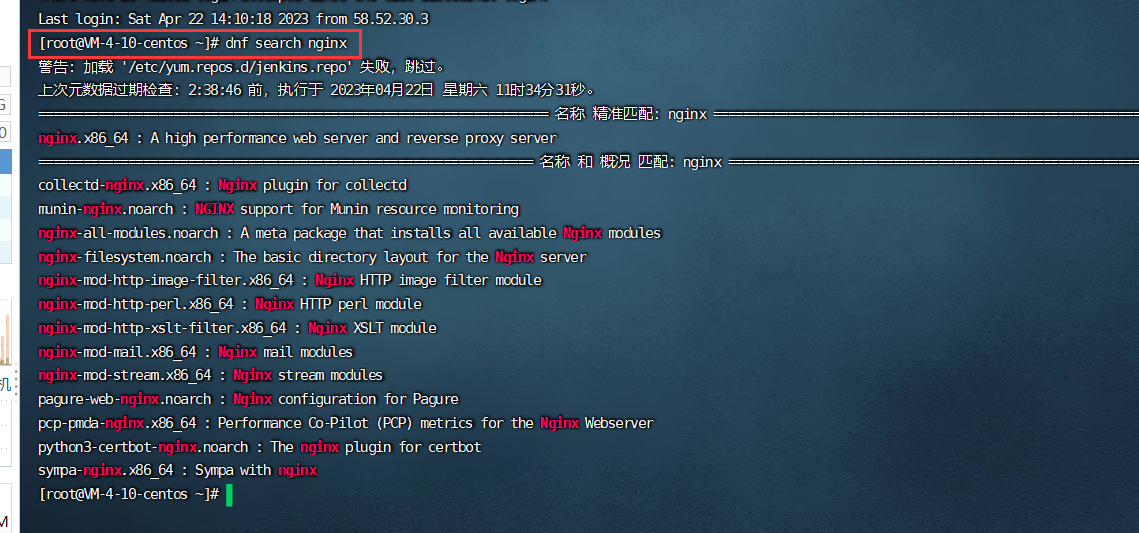 Last login: Sat Apr 22 14:10:18 2023 from 58.52.30.3
[root@VM-4-10-centos ~]# dnf search nginx
警告: 加载 '/etc/yum.repos.d/jenkins.repo' 失败, 跳过。
上次元数据过期检查: 2:38:46 前, 执行于 2023年04月22日 星期六 11时34分31秒。
==================================================================== 名称 精准匹配: nginx =========================================================
nginx.x86_64 : A high performance web server and reverse proxy server
================================================================== 名称 和 概况 匹配: nginx =======================================================
collectd-nginx.x86_64 : Nginx plugin for collectd
munin-nginx.noarch : NGINX support for Munin resource monitoring
nginx-all-modules.noarch : A meta package that installs all available Nginx modules
nginx-filesystem.noarch : The basic directory layout for the Nginx server
nginx-mod-http-image-filter.x86_64 : Nginx HTTP image filter module
nginx-mod-http-perl.x86_64 : Nginx HTTP perl module
nginx-mod-http-xslt-filter.x86_64 : Nginx XSLT module
nginx-mod-mail.x86_64 : Nginx mail modules
nginx-mod-stream.x86_64 : Nginx stream modules
pagure-web-nginx.noarch : Nginx configuration for Pagure
pcp-pmda-nginx.x86_64 : Performance Co-Pilot (PCP) metrics for the Nginx Webserver
python3-certbot-nginx.noarch : The nginx plugin for certbot
sympa-nginx.x86_64 : Sympa with nginx
[root@VM-4-10-centos ~]#
G
0
机
M